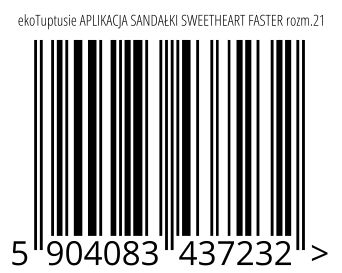 ekoTuptusie APLIKACJA SANDAŁKI SWEETHEART FASTER rozm.21
5 904083 437232 >